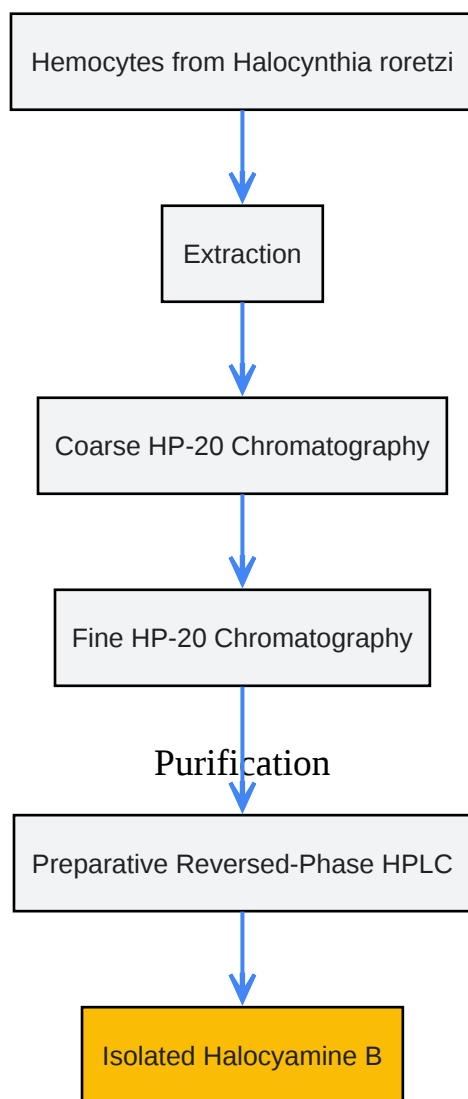 Hemocytes from Halocynthia roretzi
Extraction
Coarse HP-20 Chromatography
Fine HP-20 Chromatography
Purification
Preparative Reversed-Phase HPLC
Isolated Halocyamine B